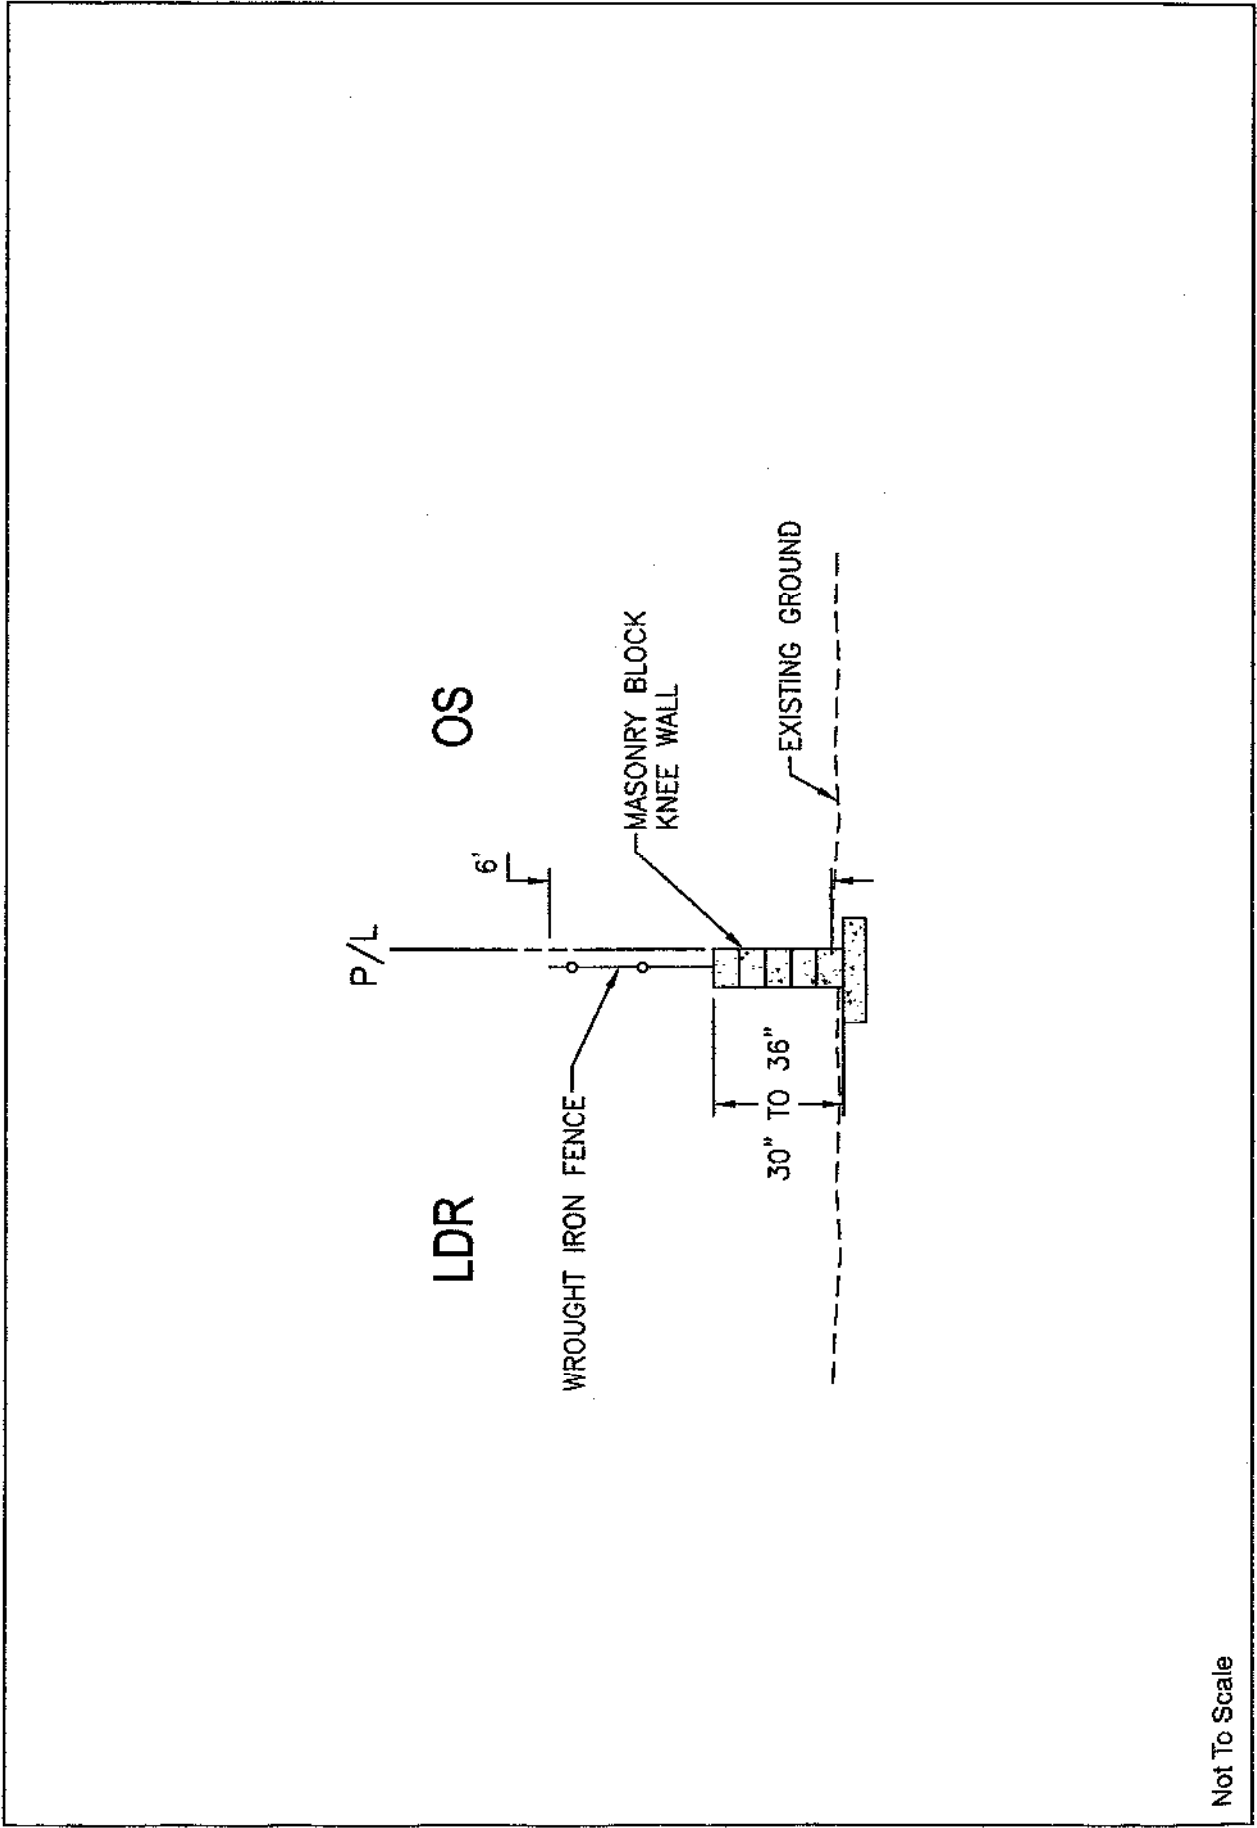 P/L
LDR
OS
6'
WROUGHT IRON FENCE
MASONRY BLOCK
KNEE WALL
30" TO 36"
EXISTING GROUND
Not To Scale